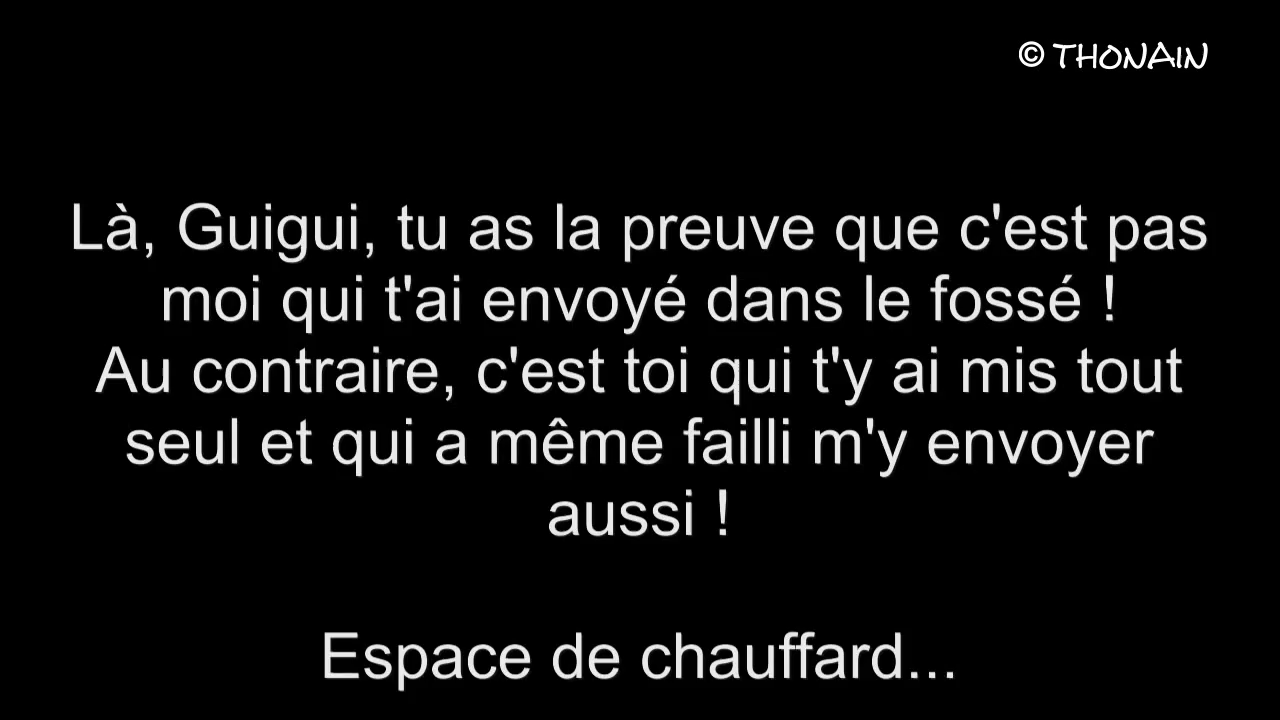 © THONAIN
Là, Guigui, tu as la preuve que c'est pas
moi qui t'ai envoyé dans le fossé !
Au contraire, c'est toi qui t'y ai mis tout
seul et qui a même failli m'y envoyer
aussi !
Espace de chauffard...